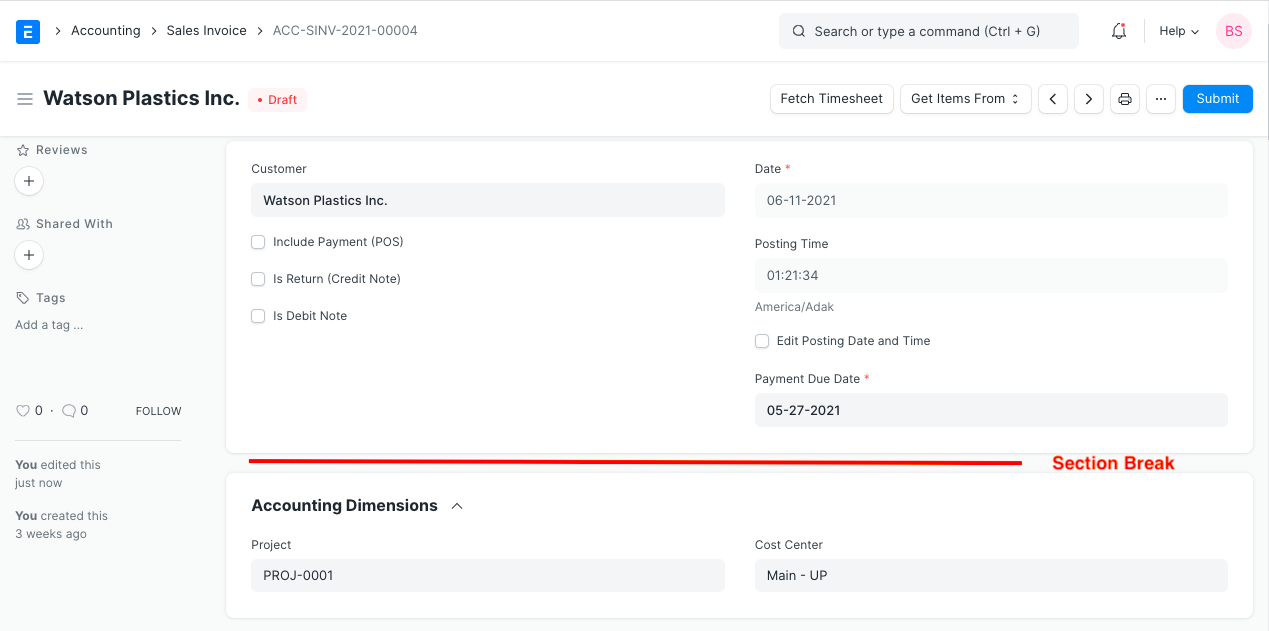 E
Accounting
Sales Invoice
ACC-SINV-2021-00004
Search or type a command (Ctrl + G)
Help
BS
Watson Plastics Inc.
Draft
Fetch Timesheet
Get Items From
Submit
Reviews
Shared With
Tags
Add a tag ...
0 · 0
FOLLOW
You edited this
just now
You created this
3 weeks ago
Customer
Watson Plastics Inc.
Include Payment (POS)
Is Return (Credit Note)
Is Debit Note
Date *
06-11-2021
Posting Time
01:21:34
America/Adak
Edit Posting Date and Time
Payment Due Date *
05-27-2021
Section Break
Accounting Dimensions
Project
PROJ-0001
Cost Center
Main - UP